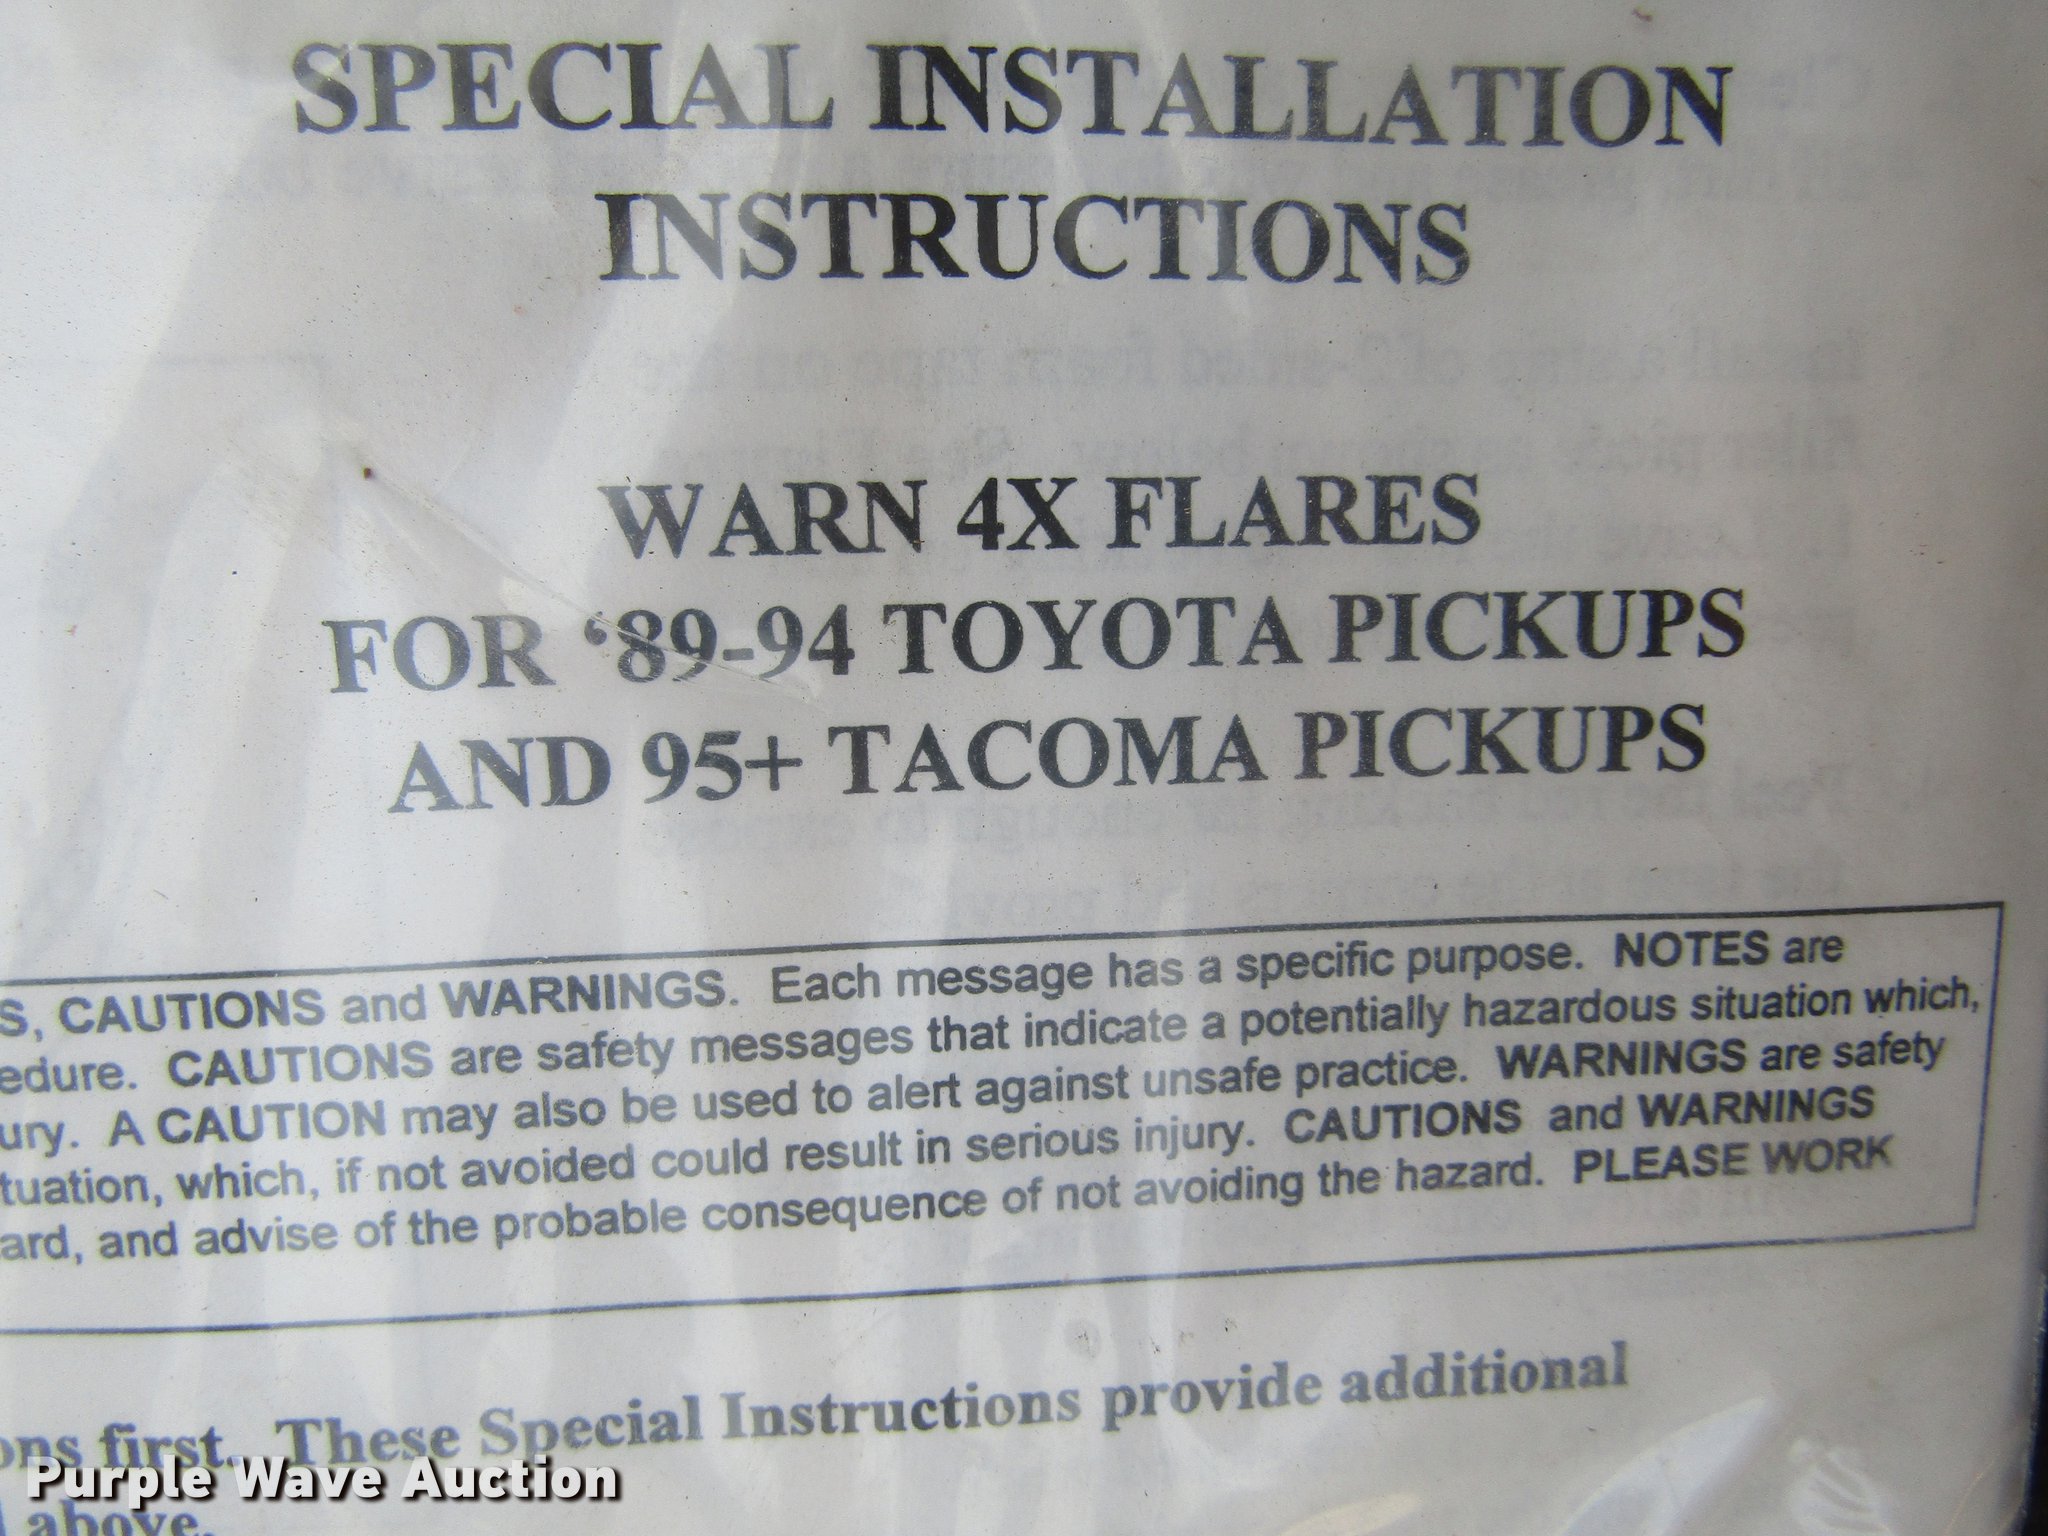 SPECIAL INSTALLATION
INSTRUCTIONS
WARN 4X FLARES
FOR ‘89-94 TOYOTA PICKUPS
AND 95+ TACOMA PICKUPS
S, CAUTIONS and WARNINGS. Each message has a specific purpose. NOTES are
edure. CAUTIONS are safety messages that indicate a potentially hazardous situation which,
ury. A CAUTION may also be used to alert against unsafe practice. WARNINGS are safety
tuation, which, if not avoided could result in serious injury. CAUTIONS and WARNINGS
ard, and advise of the probable consequence of not avoiding the hazard. PLEASE WORK
ons first. These Special Instructions provide additional
above.
Purple Wave Auction